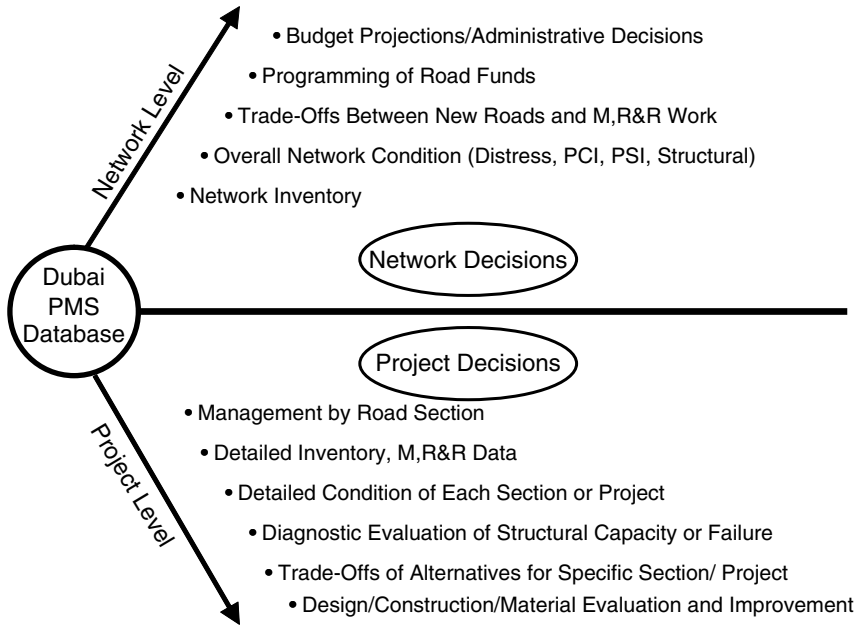 • Budget Projections/Administrative Decisions
• Programming of Road Funds
• Trade-Offs Between New Roads and M,R&R Work
• Overall Network Condition (Distress, PCI, PSI, Structural)
• Network Inventory
Network Level
Network Decisions
Dubai
PMS
Database
Project Decisions
Project Level
• Management by Road Section
• Detailed Inventory, M,R&R Data
• Detailed Condition of Each Section or Project
• Diagnostic Evaluation of Structural Capacity or Failure
• Trade-Offs of Alternatives for Specific Section/ Project
• Design/Construction/Material Evaluation and Improvement